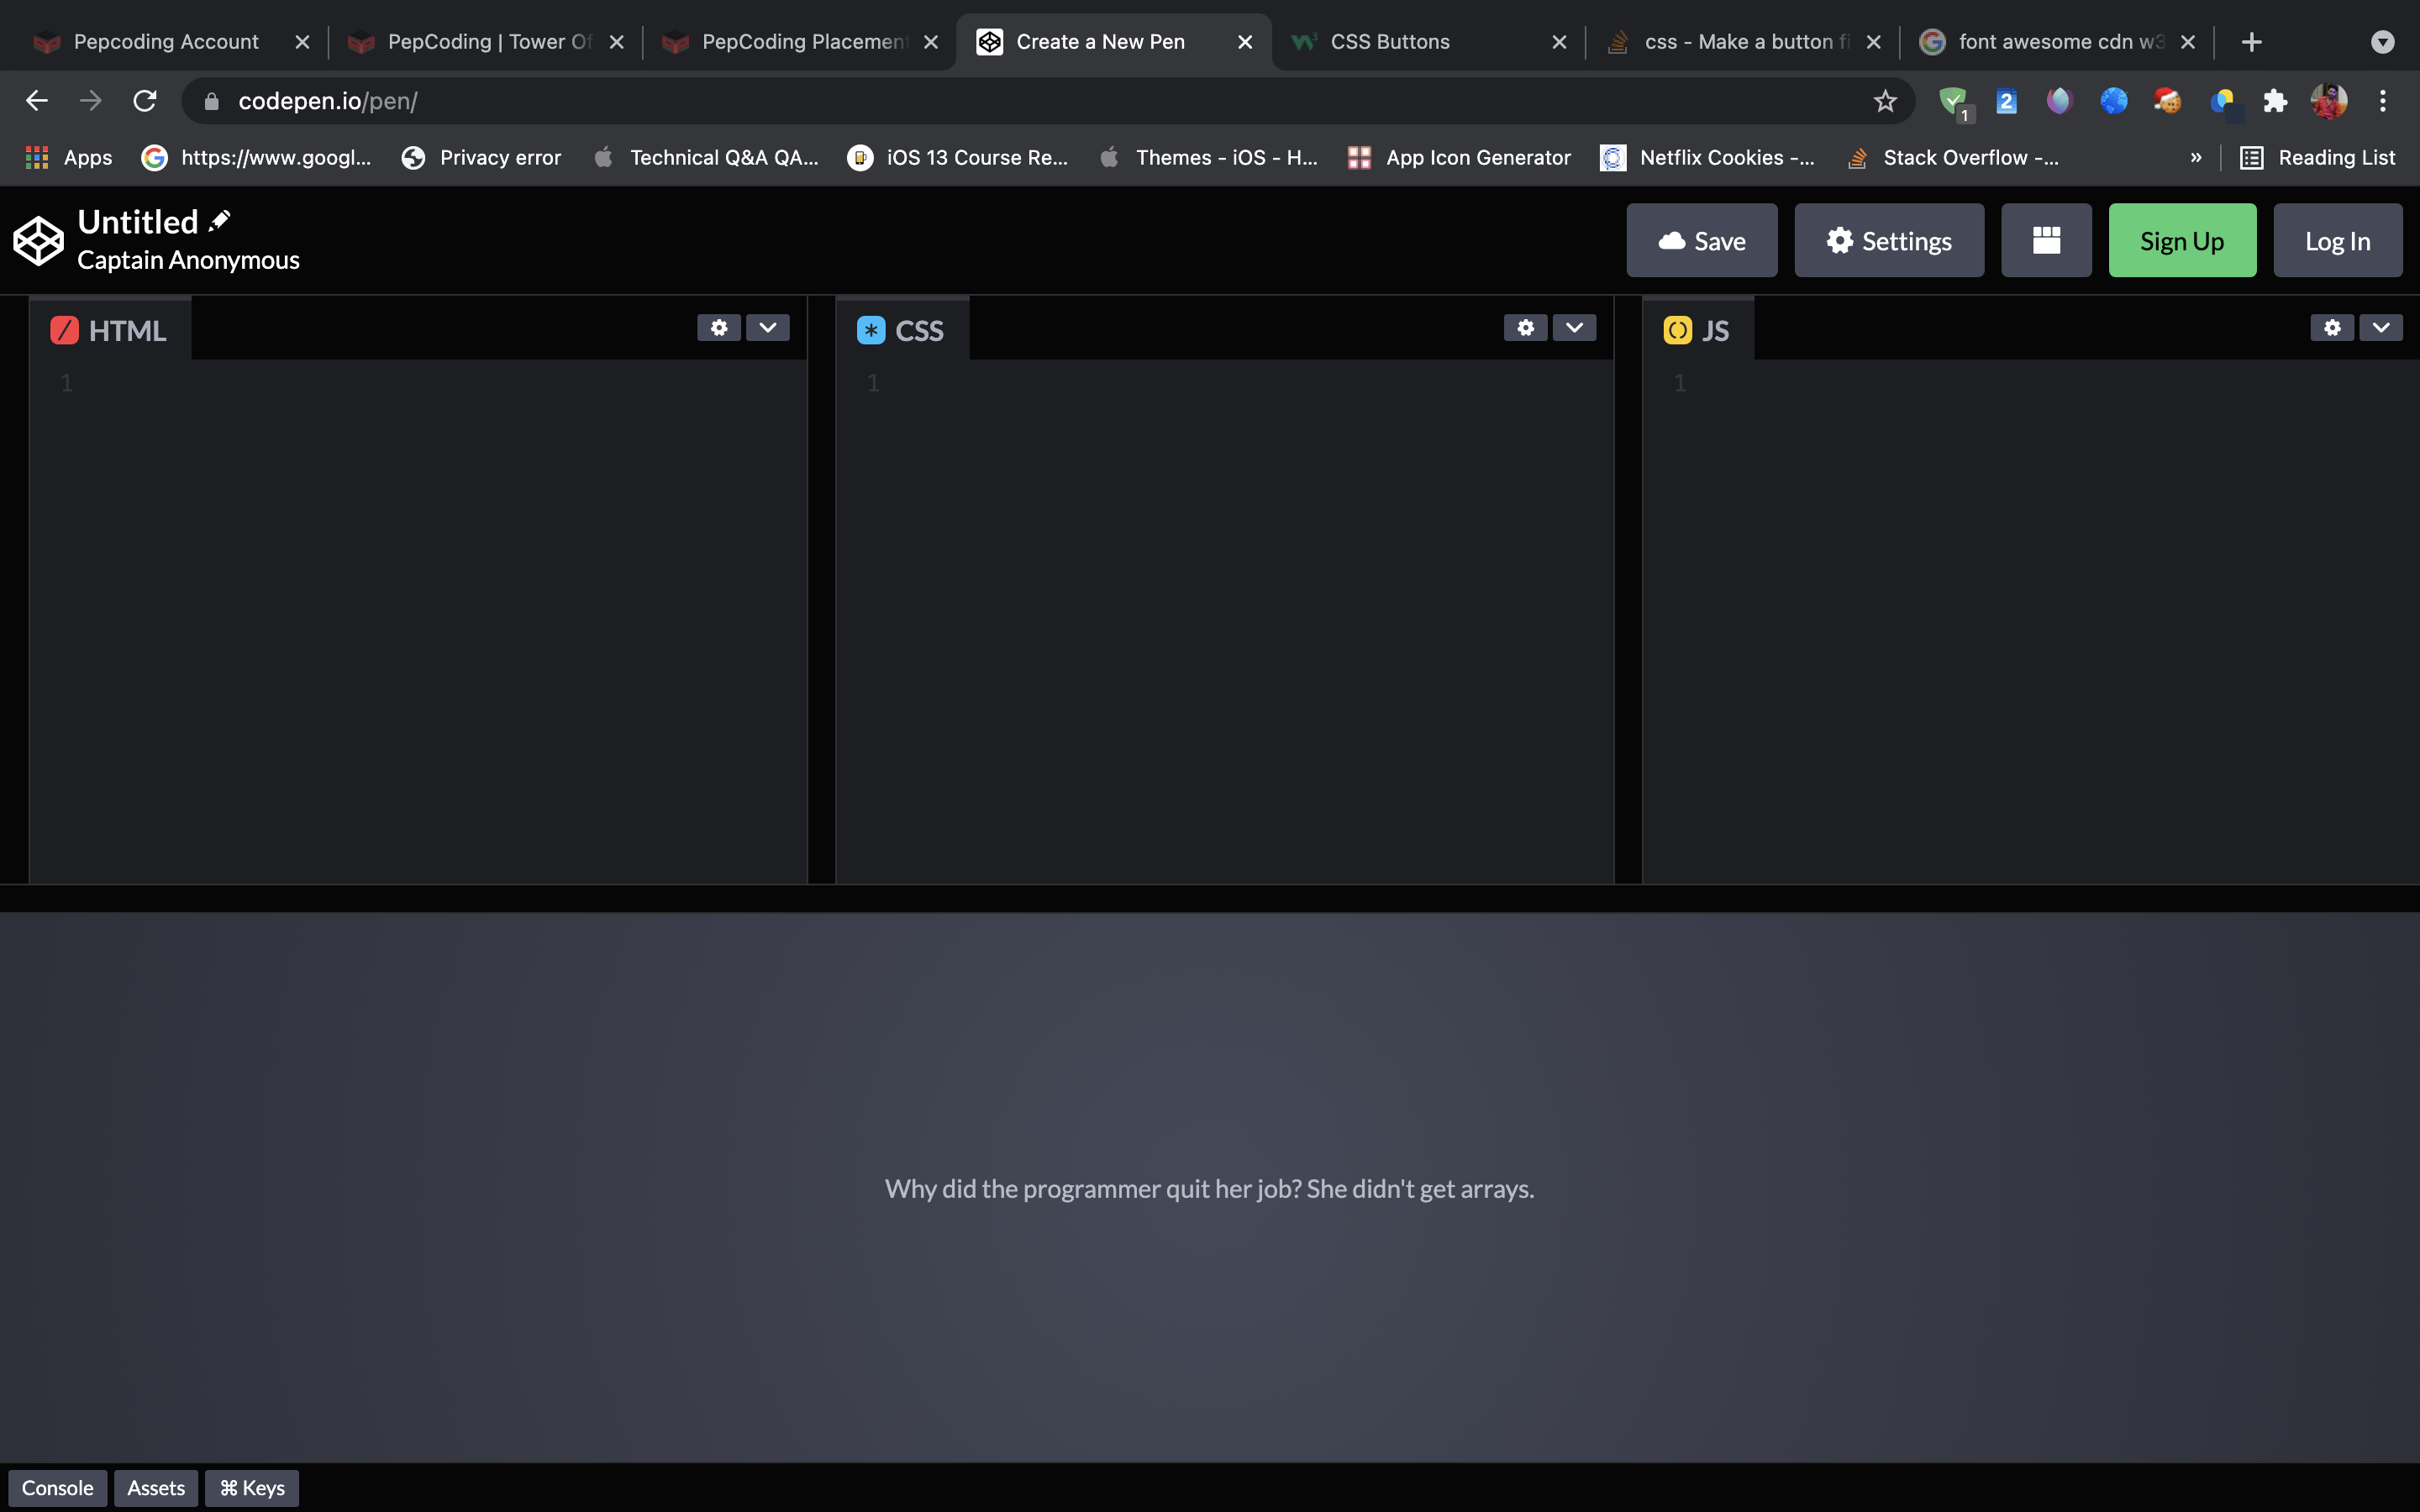 Pepcoding Account
PepCoding | Tower Of
PepCoding Placement
Create a New Pen
CSS Buttons
css - Make a button fi
font awesome cdn w3
codepen.io/pen/
1
2
Apps
https://www.googl...
Privacy error
Technical Q&A QA...
iOS 13 Course Re...
Themes - iOS - H...
App Icon Generator
Netflix Cookies -...
Stack Overflow -...
»
Reading List
Untitled
Captain Anonymous
Save
Settings
Sign Up
Log In
HTML
CSS
JS
1
1
1
Why did the programmer quit her job? She didn't get arrays.
Console
Assets
⌘ Keys